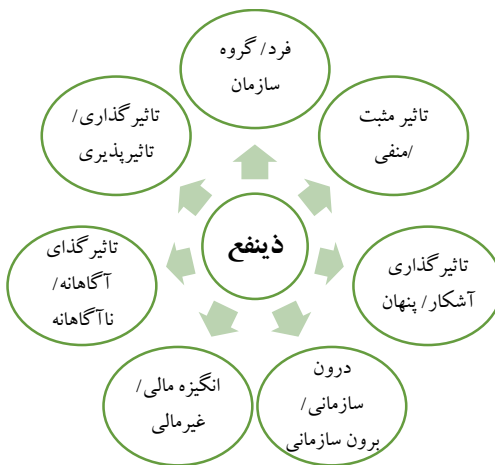 فرد/ گروه
سازمان
تاثیر مثبت
/منفی
تاثیرگذاری
آشکار/ پنهان
درون
سازمانی/
برون سازمانی
انگیزه مالی/
غیرمالی
تاثیرگذای
آگاهانه/
ناآگاهانه
تاثیرگذاری/
تاثیرپذیری
ذینفع